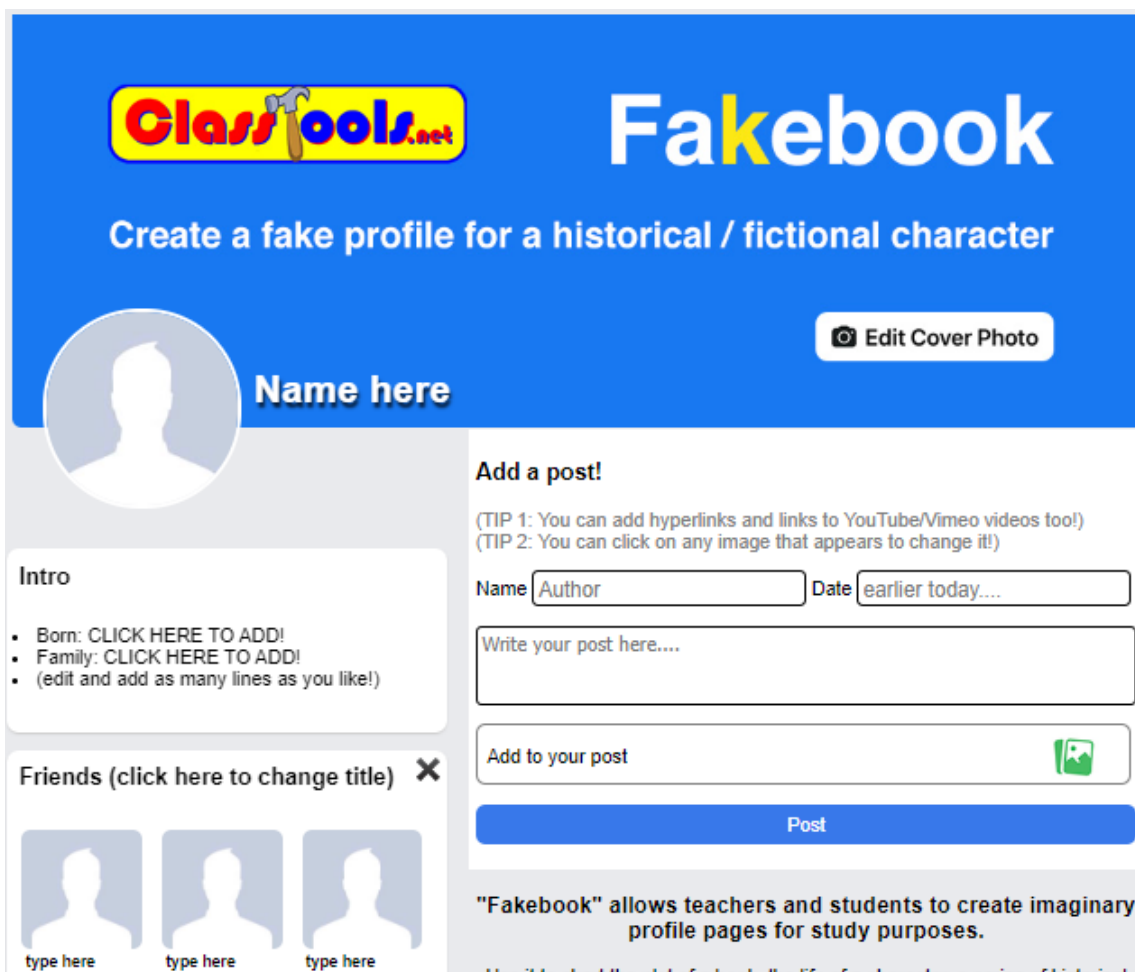 ClassTools.net
Fakebook
Create a fake profile for a historical / fictional character
Edit Cover Photo
Name here
Add a post!
(TIP 1: You can add hyperlinks and links to YouTube/Vimeo videos too!)
(TIP 2: You can click on any image that appears to change it!)
Name Author Date earlier today....
Write your post here....
Add to your post
Post
Intro
Born: CLICK HERE TO ADD!
Family: CLICK HERE TO ADD!
(edit and add as many lines as you like!)
Friends (click here to change title)
type here type here type here
"Fakebook" allows teachers and students to create imaginary
profile pages for study purposes.